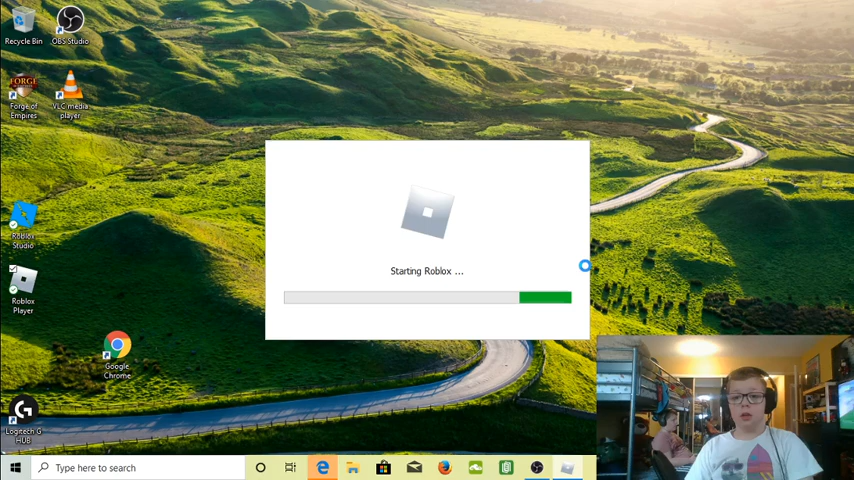 Recycle Bin
OBS Studio
FORGE
Forge of
Empires
VLC media
player
Roblox
Studio
Roblox
Player
Google
Chrome
Logitech G
HUB
Starting Roblox ...
Type here to search